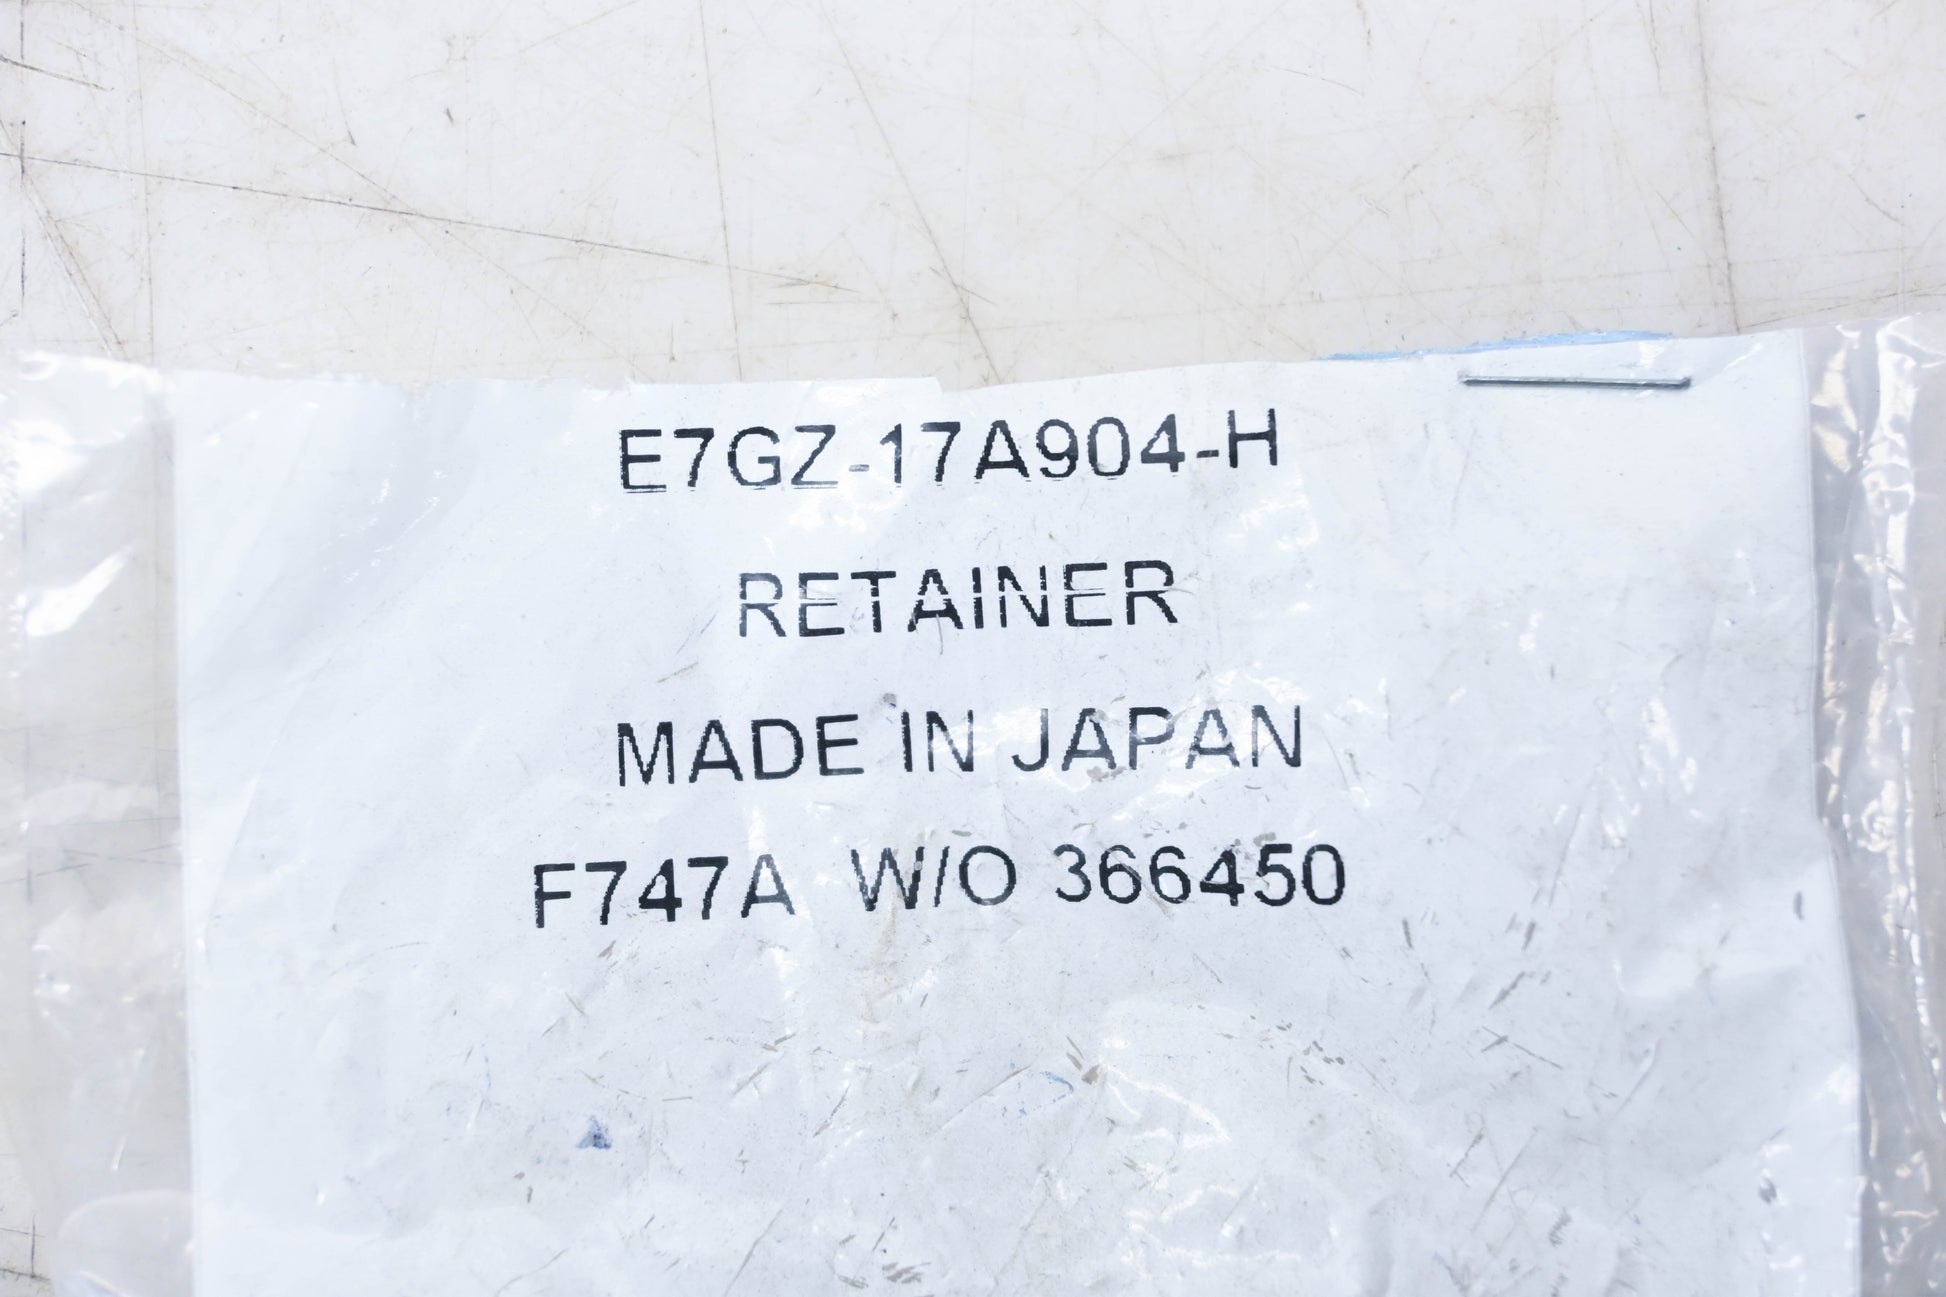 E7GZ-17A904-H
RETAINER
MADE IN JAPAN
F747A W/O 366450